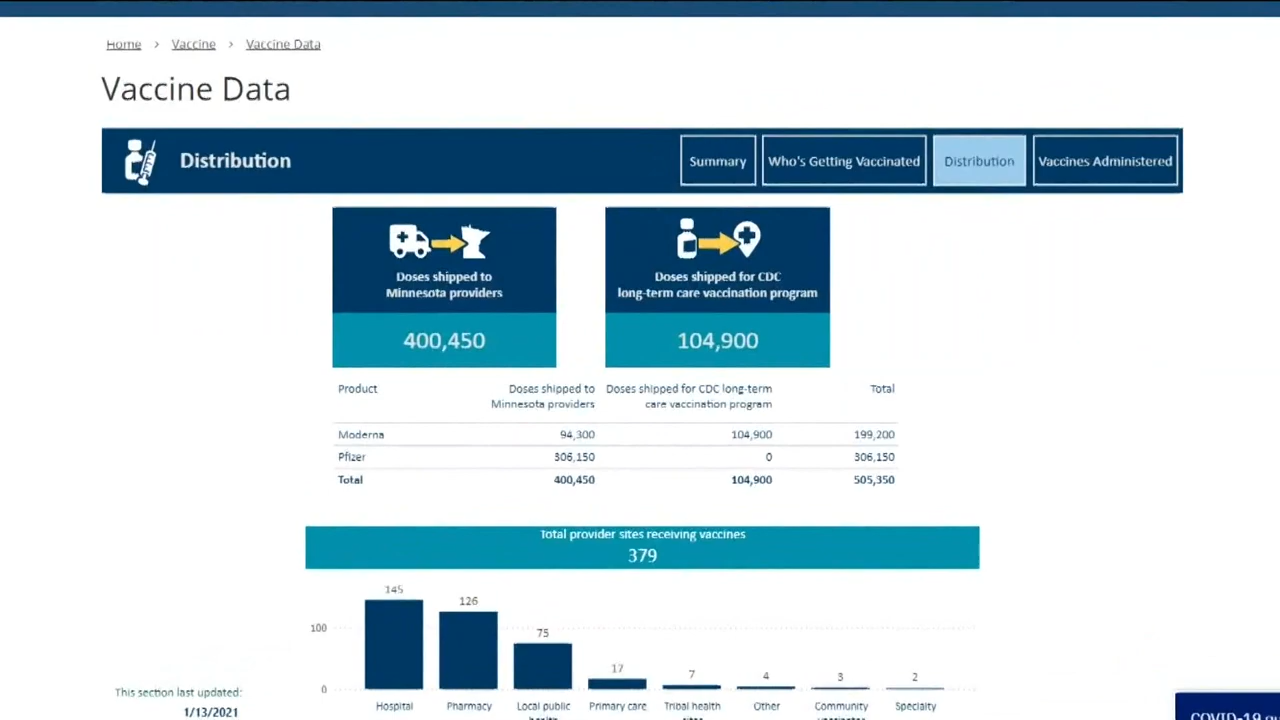 Home > Vaccine > Vaccine Data
Vaccine Data
Distribution
Summary
Who's Getting Vaccinated
Distribution
Vaccines Administered
Doses shipped to
Minnesota providers
400,450
Doses shipped for CDC
long-term care vaccination program
104,900
Product Doses shipped to Doses shipped for CDC long-term Total
Minnesota providers care vaccination program
Moderna 94,300 104,900 199,200
Pfizer 306,150 0 306,150
Total 400,450 104,900 505,350
Total provider sites receiving vaccines
379
145
126
75
17
7
4
3
2
100
0
Hospital Pharmacy Local public Primary care Tribal health Other Community Specialty
This section last updated:
1/13/2021
COVID-19